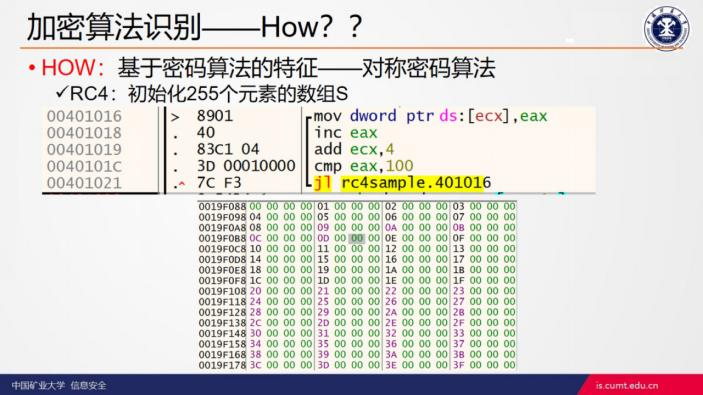 加密算法识别——How？？
• HOW：基于密码算法的特征——对称密码算法
✓RC4：初始化255个元素的数组S
00401016 > 8901 mov dword ptr ds:[ecx],eax
00401018 . 40 inc eax
00401019 . 83C1 04 add ecx,4
0040101C . 3D 00010000 cmp eax,100
00401021 .^ 7C F3 jl rc4sample.401016
0019F088 00 00 00 00 01 00 00 00 02 00 00 00 03 00 00 00
0019F098 04 00 00 00 05 00 00 00 06 00 00 00 07 00 00 00
0019F0A8 08 00 00 00 09 00 00 00 0A 00 00 00 0B 00 00 00
0019F0B8 0C 00 00 00 0D 00 00 00 0E 00 00 00 0F 00 00 00
0019F0C8 10 00 00 00 11 00 00 00 12 00 00 00 13 00 00 00
0019F0D8 14 00 00 00 15 00 00 00 16 00 00 00 17 00 00 00
0019F0E8 18 00 00 00 19 00 00 00 1A 00 00 00 1B 00 00 00
0019F0F8 1C 00 00 00 1D 00 00 00 1E 00 00 00 1F 00 00 00
0019F108 20 00 00 00 21 00 00 00 22 00 00 00 23 00 00 00
0019F118 24 00 00 00 25 00 00 00 26 00 00 00 27 00 00 00
0019F128 28 00 00 00 29 00 00 00 2A 00 00 00 2B 00 00 00
0019F138 2C 00 00 00 2D 00 00 00 2E 00 00 00 2F 00 00 00
0019F148 30 00 00 00 31 00 00 00 32 00 00 00 33 00 00 00
0019F158 34 00 00 00 35 00 00 00 36 00 00 00 37 00 00 00
0019F168 38 00 00 00 39 00 00 00 3A 00 00 00 3B 00 00 00
0019F178 3C 00 00 00 3D 00 00 00 3E 00 00 00 3F 00 00 00
中国矿业大学 信息安全
is.cumt.edu.cn